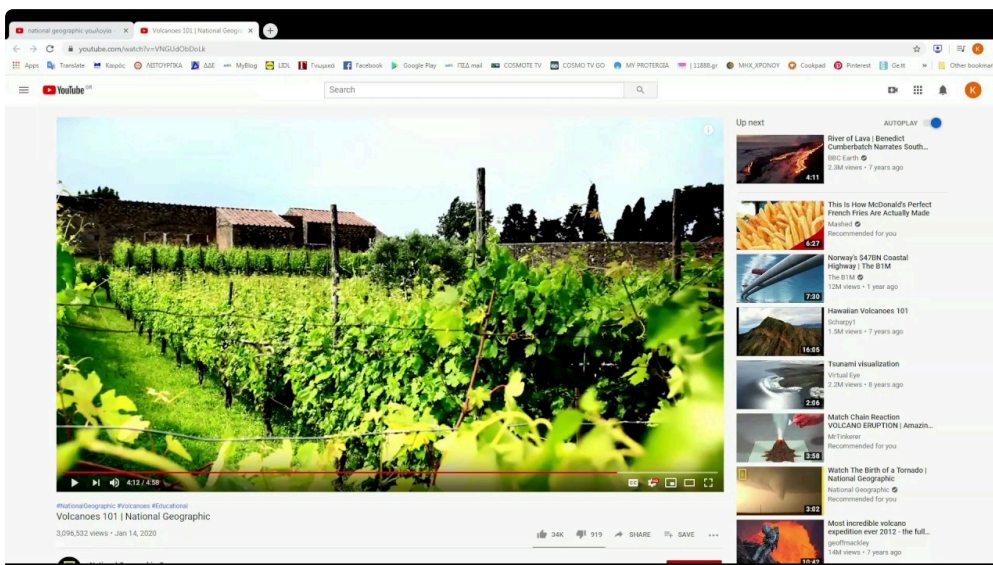 national geographic γεωλογία -
Volcanoes 101 | National Geogra
youtube.com/watch?v=VNGUdObDoLk
Apps
Translate
Καιρός
ΛΕΙΤΟΥΡΓΙΚΑ
ΔΔΕ
MyBlog
Γνωμικά
Facebook
Google Play
ΠΣΔ mail
COSMOTE TV
COSMO TV GO
MY PROTERGIA
11888.gr
ΜΗΧ_ΧΡΟΝΟΥ
Cookpad
Pinterest
Ge.tt
»
Other bookmar
K
YouTube GR
Search
K
4:12 / 4:58
#NationalGeographic #Volcanoes #Educational
Volcanoes 101 | National Geographic
3,096,532 views • Jan 14, 2020
34K
919
SHARE
SAVE
Up next
AUTOPLAY
River of Lava | Benedict
Cumberbatch Narrates South...
BBC Earth
2.3M views • 7 years ago
4:11
This Is How McDonald's Perfect
French Fries Are Actually Made
Mashed
Recommended for you
6:27
Norway's $47BN Coastal
Highway | The B1M
The B1M
12M views • 1 year ago
7:30
Hawaiian Volcanoes 101
Scharpy1
1.5M views • 7 years ago
16:05
Tsunami visualization
Virtual Eye
2.2M views • 8 years ago
2:06
Match Chain Reaction
VOLCANO ERUPTION | Amazin...
MrTinkerer
Recommended for you
3:58
Watch The Birth of a Tornado |
National Geographic
National Geographic
Recommended for you
3:02
Most incredible volcano
expedition ever 2012 - the full...
geoffmackley
14M views • 7 years ago
10:42